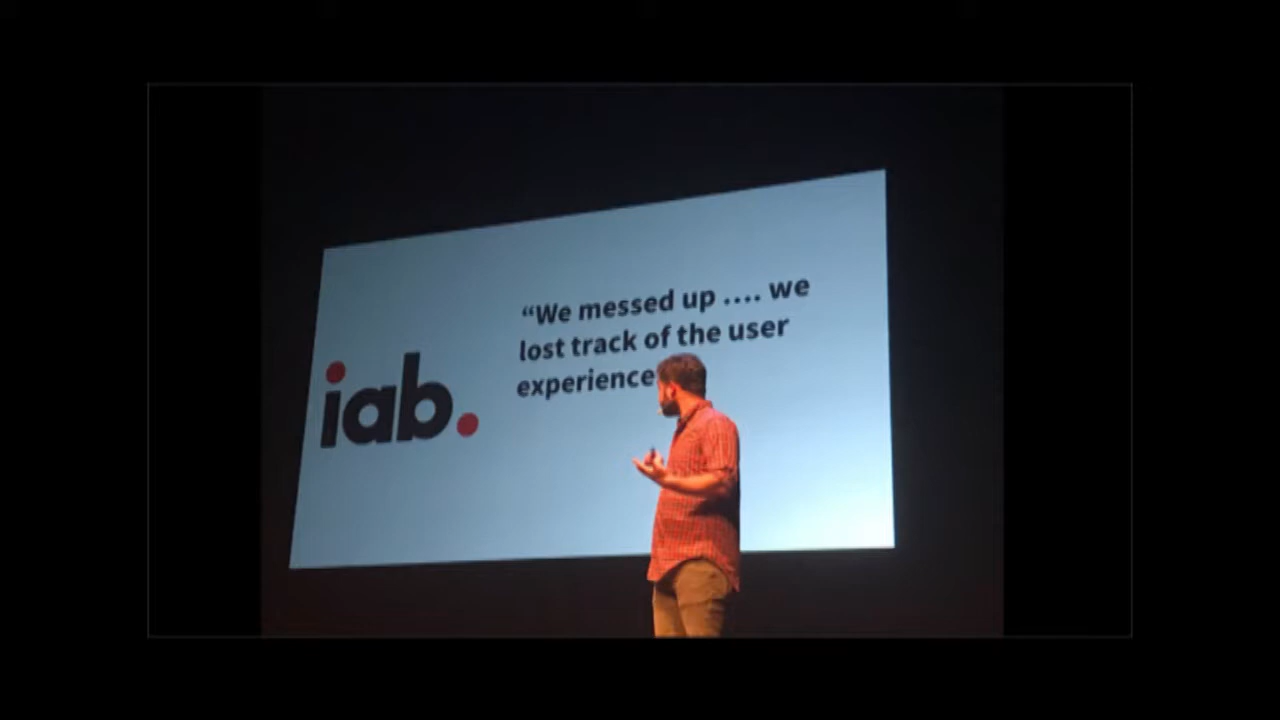 iab.
“We messed up .... we
lost track of the user
experience